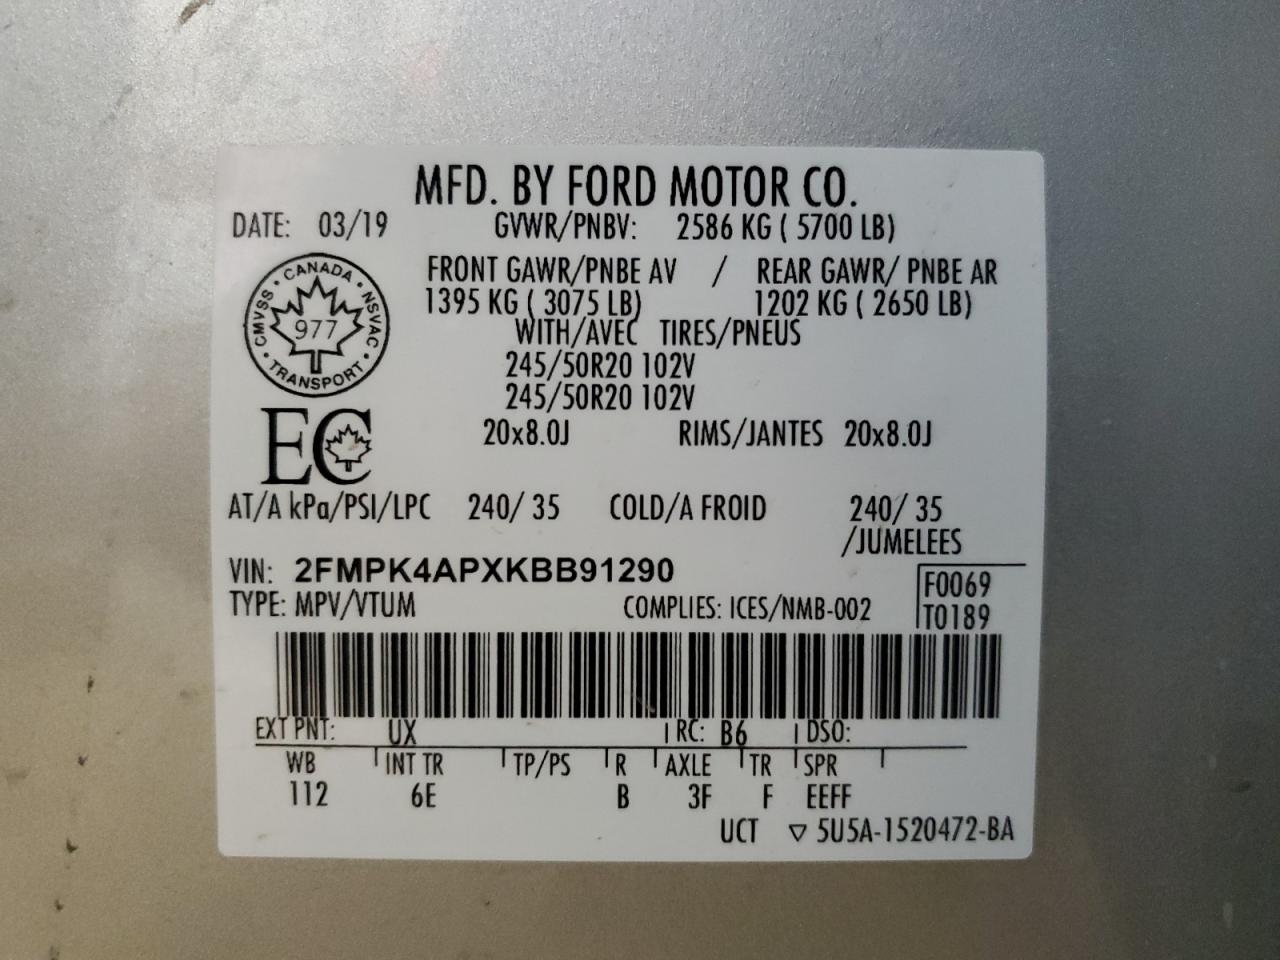 MFD. BY FORD MOTOR CO.
DATE: 03/19 GVWR/PNBV: 2586 KG ( 5700 LB)
FRONT GAWR/PNBE AV / REAR GAWR/ PNBE AR
1395 KG ( 3075 LB) 1202 KG ( 2650 LB)
WITH/AVEC TIRES/PNEUS
245/50R20 102V
245/50R20 102V
20x8.0J RIMS/JANTES 20x8.0J
CANADA
CMVSS 977 NSVAC
TRANSPORT
EC
AT/A kPa/PSI/LPC 240/ 35 COLD/A FROID 240/ 35
/JUMELEES
VIN: 2FMPK4APXKBB91290
F0069
TYPE: MPV/VTUM COMPLIES: ICES/NMB-002 T0189
EXT PNT: UX RC: B6 DSO:
WB INT TR TP/PS R AXLE TR SPR
112 6E B 3F F EEFF
UCT ▽ 5U5A-1520472-BA